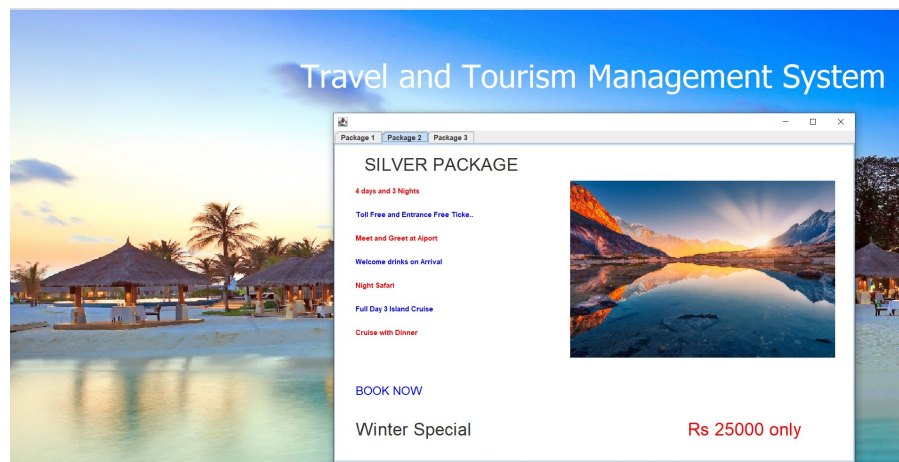 Travel and Tourism Management System
Package 1 Package 2 Package 3
SILVER PACKAGE
4 days and 3 Nights
Toll Free and Entrance Free Ticke..
Meet and Greet at Aiport
Welcome drinks on Arrival
Night Safari
Full Day 3 Island Cruise
Cruise with Dinner
BOOK NOW
Winter Special
Rs 25000 only